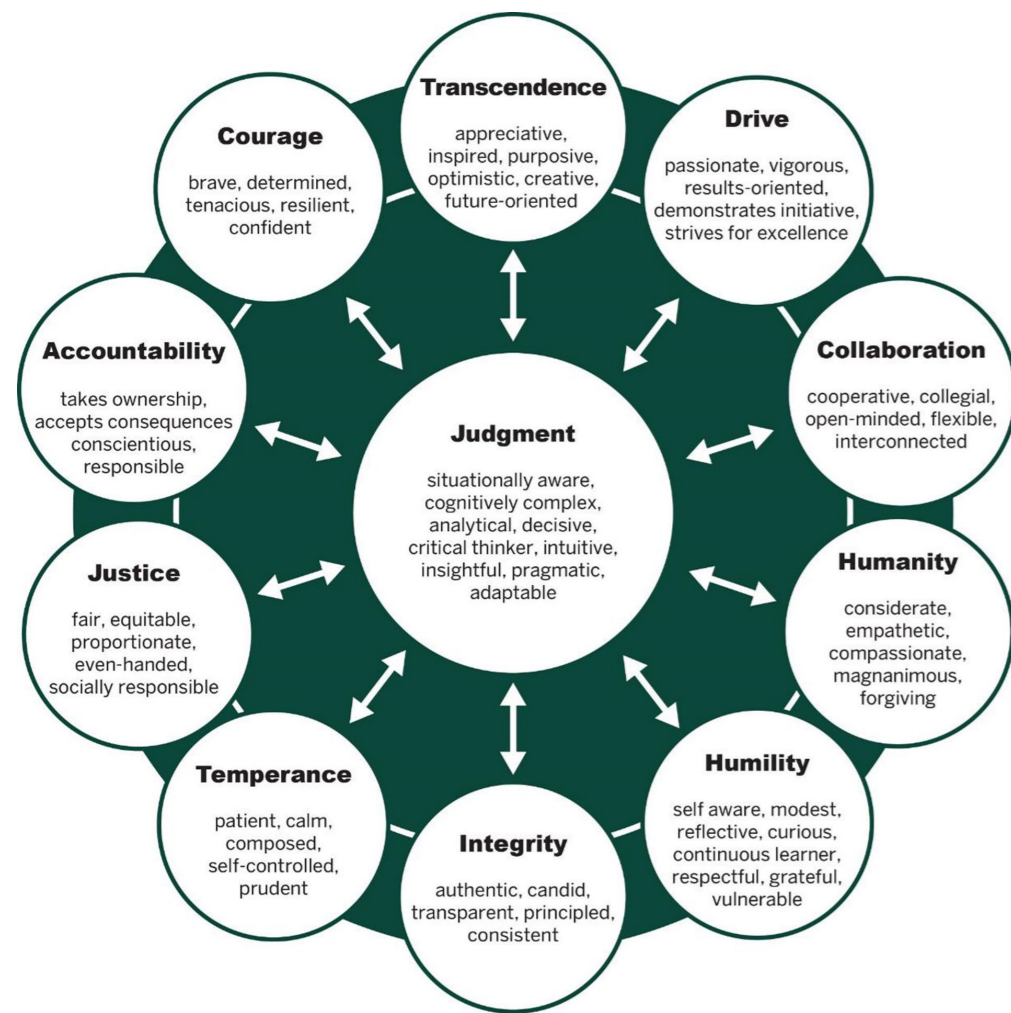 Transcendence
appreciative,
inspired, purposive,
optimistic, creative,
future-oriented
Drive
passionate, vigorous,
results-oriented,
demonstrates initiative,
strives for excellence
Collaboration
cooperative, collegial,
open-minded, flexible,
interconnected
Humanity
considerate,
empathetic,
compassionate,
magnanimous,
forgiving
Humility
self aware, modest,
reflective, curious,
continuous learner,
respectful, grateful,
vulnerable
Integrity
authentic, candid,
transparent, principled,
consistent
Temperance
patient, calm,
composed,
self-controlled,
prudent
Justice
fair, equitable,
proportionate,
even-handed,
socially responsible
Accountability
takes ownership,
accepts consequences
conscientious,
responsible
Courage
brave, determined,
tenacious, resilient,
confident
Judgment
situationally aware,
cognitively complex,
analytical, decisive,
critical thinker, intuitive,
insightful, pragmatic,
adaptable